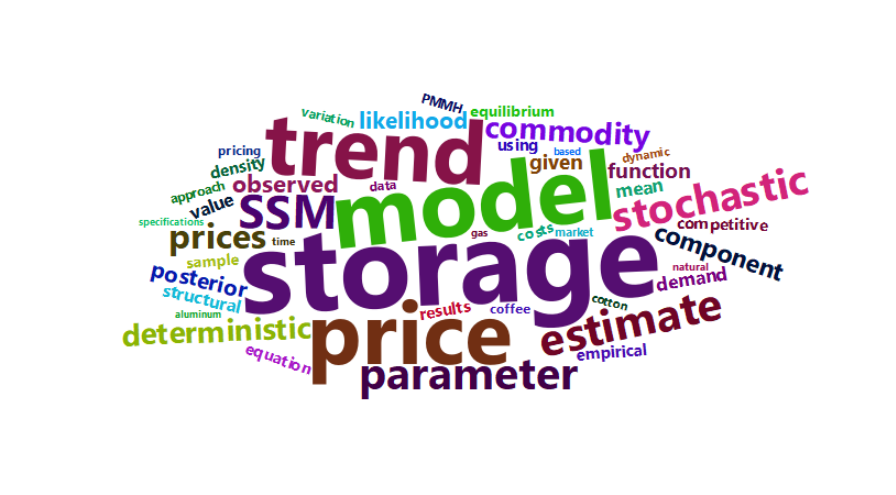 PMMH
variation
likelihood
equilibrium
trend
commodity
pricing
using
based
dynamic
density
given
function
approach
observed
data
mean
value
SSM
model
stochastic
specifications
prices
time
gas
costs
market
competitive
component
sample
storage
natural
demand
posterior
structural
aluminum
results
coffee
cotton
deterministic
price
estimate
equation
empirical
parameter